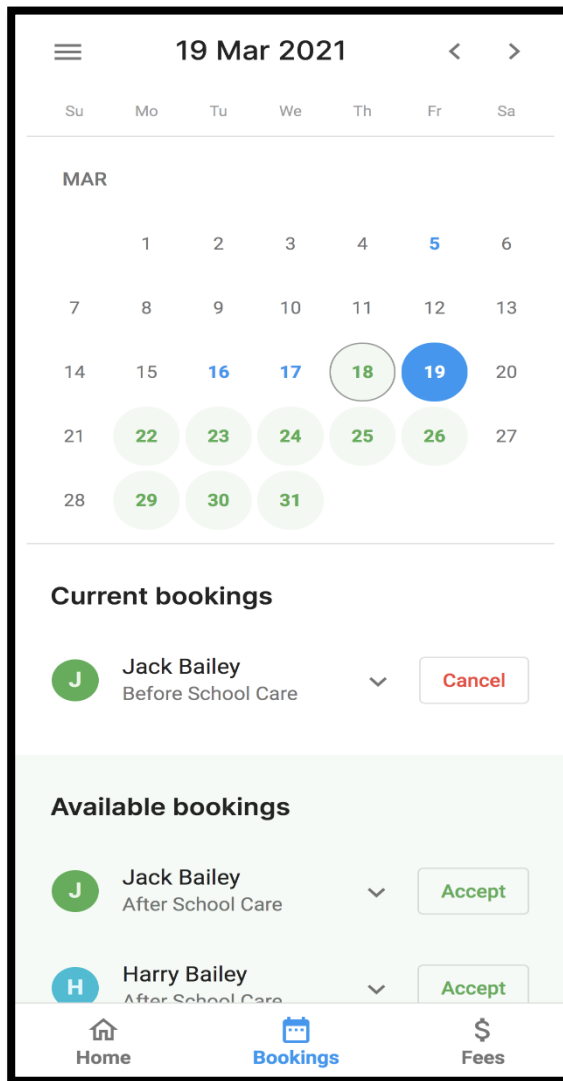 19 Mar 2021 < >
Su Mo Tu We Th Fr Sa
MAR
1 2 3 4 5 6
7 8 9 10 11 12 13
14 15 16 17 18 19 20
21 22 23 24 25 26 27
28 29 30 31
Current bookings
J Jack Bailey
Before School Care
Cancel
Available bookings
J Jack Bailey
After School Care
Accept
H Harry Bailey
After School Care
Accept
Home Bookings $ Fees